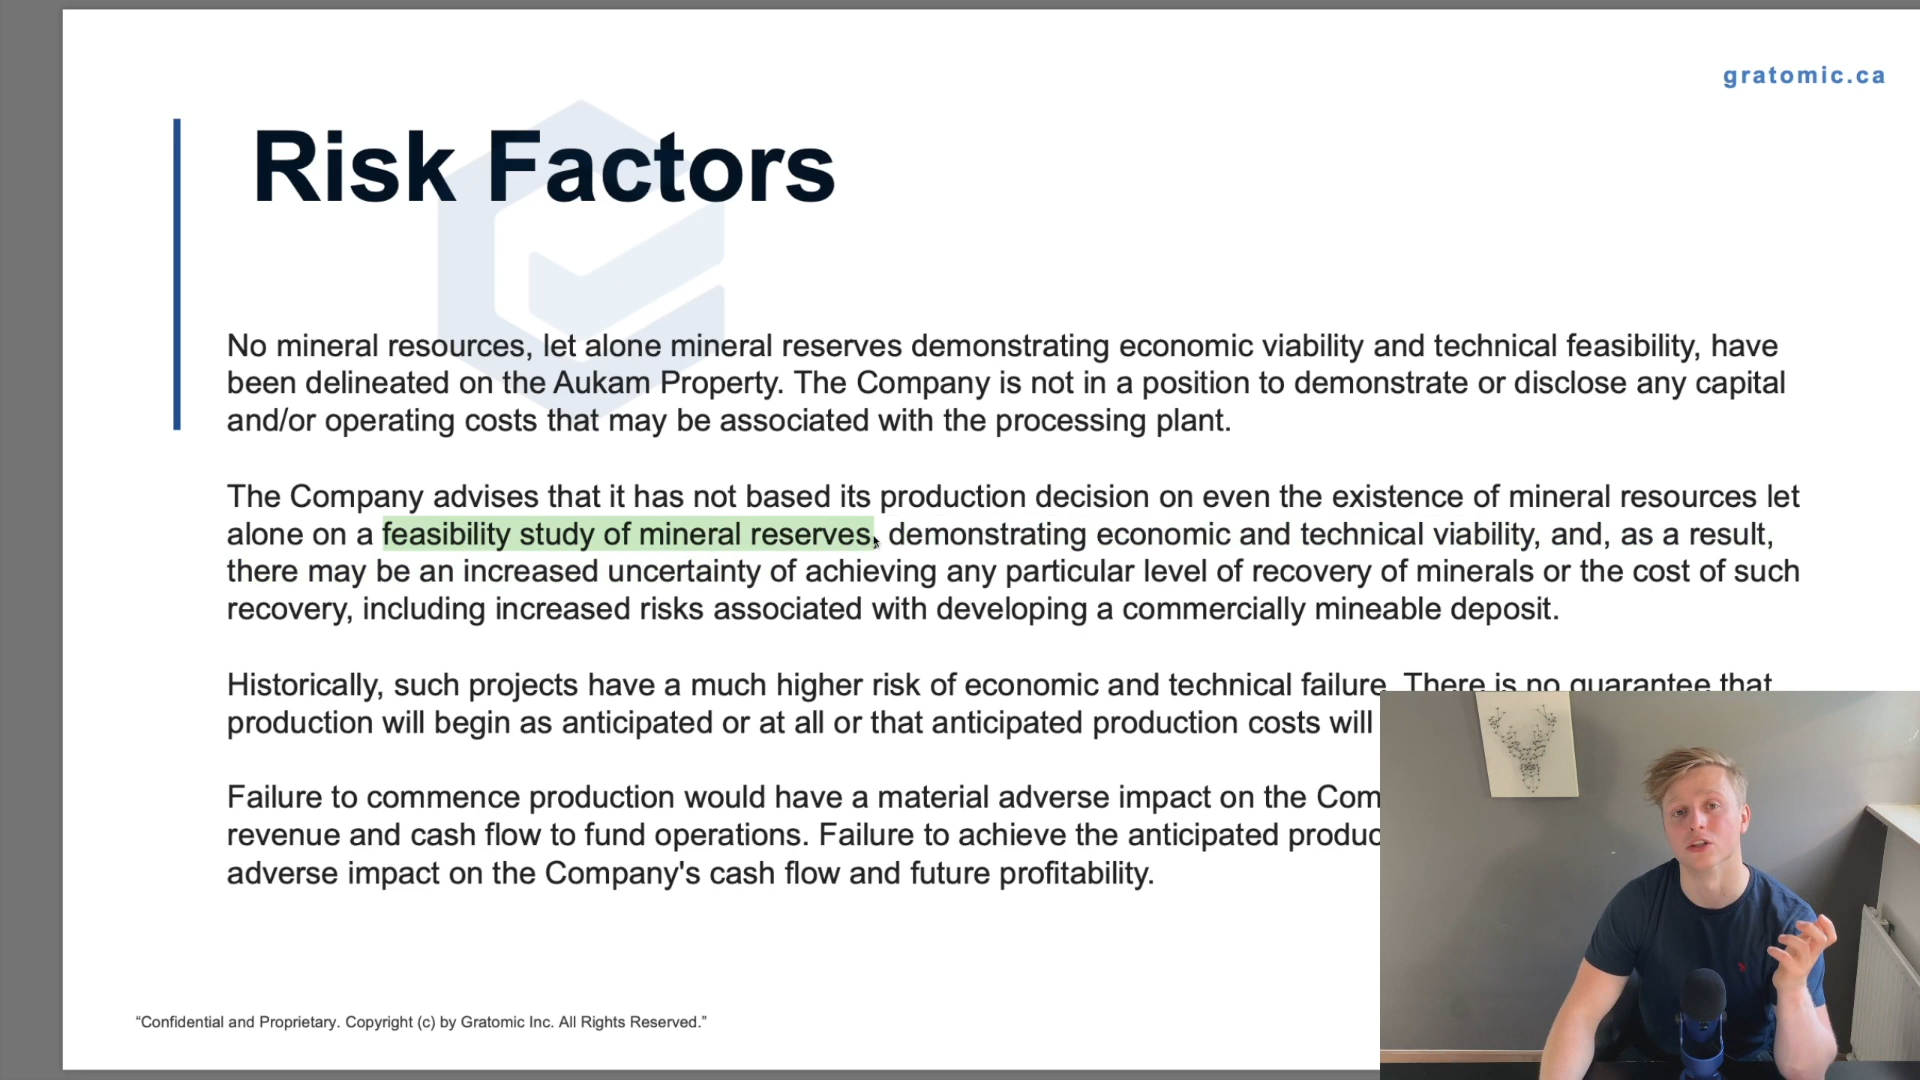 gratomic.ca
Risk Factors
No mineral resources, let alone mineral reserves demonstrating economic viability and technical feasibility, have
been delineated on the Aukam Property. The Company is not in a position to demonstrate or disclose any capital
and/or operating costs that may be associated with the processing plant.
The Company advises that it has not based its production decision on even the existence of mineral resources let
alone on a feasibility study of mineral reserves, demonstrating economic and technical viability, and, as a result,
there may be an increased uncertainty of achieving any particular level of recovery of minerals or the cost of such
recovery, including increased risks associated with developing a commercially mineable deposit.
Historically, such projects have a much higher risk of economic and technical failure. There is no guarantee that
production will begin as anticipated or at all or that anticipated production costs will
Failure to commence production would have a material adverse impact on the Com
revenue and cash flow to fund operations. Failure to achieve the anticipated produc
adverse impact on the Company's cash flow and future profitability.
“Confidential and Proprietary. Copyright (c) by Gratomic Inc. All Rights Reserved.”